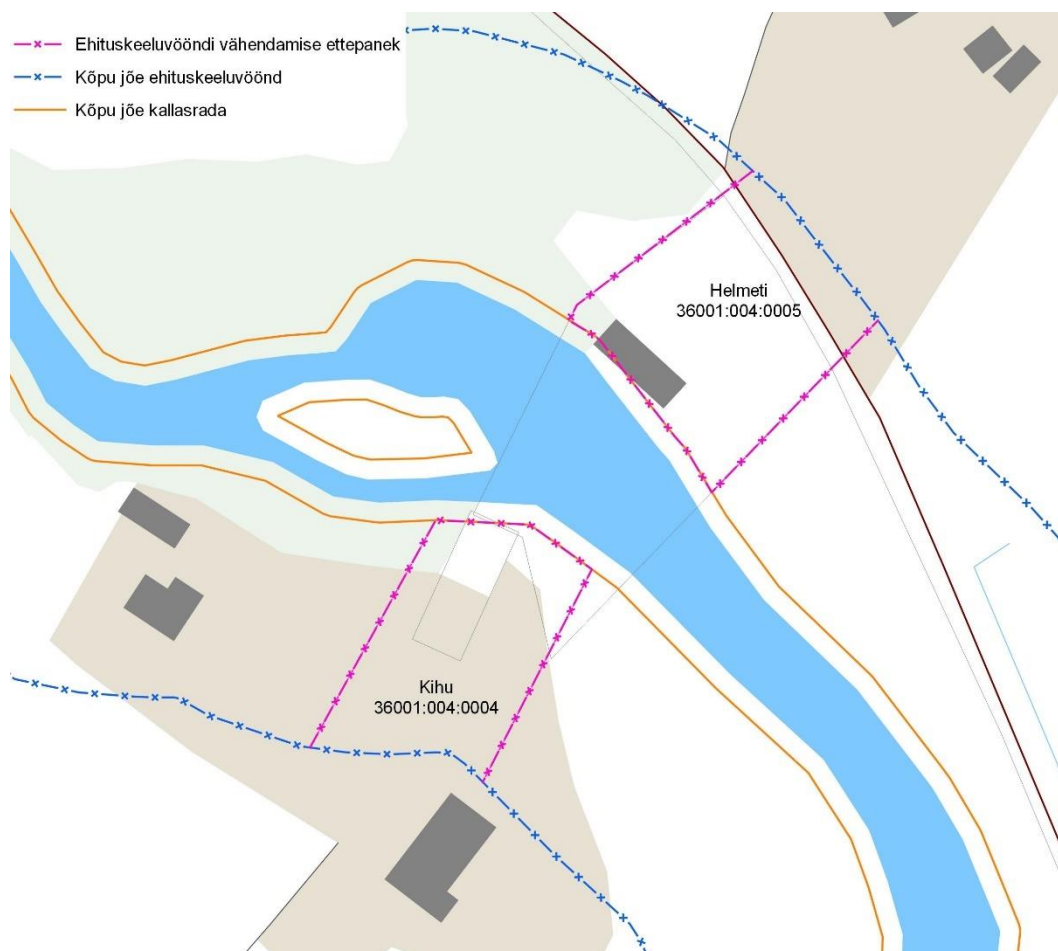 Ehituskeeluvööndi vähendamise ettepanek
Kõpu jõe ehituskeeluvöönd
Kõpu jõe kallasrada
Helmeti
36001:004:0005
Kihu
36001:004:0004